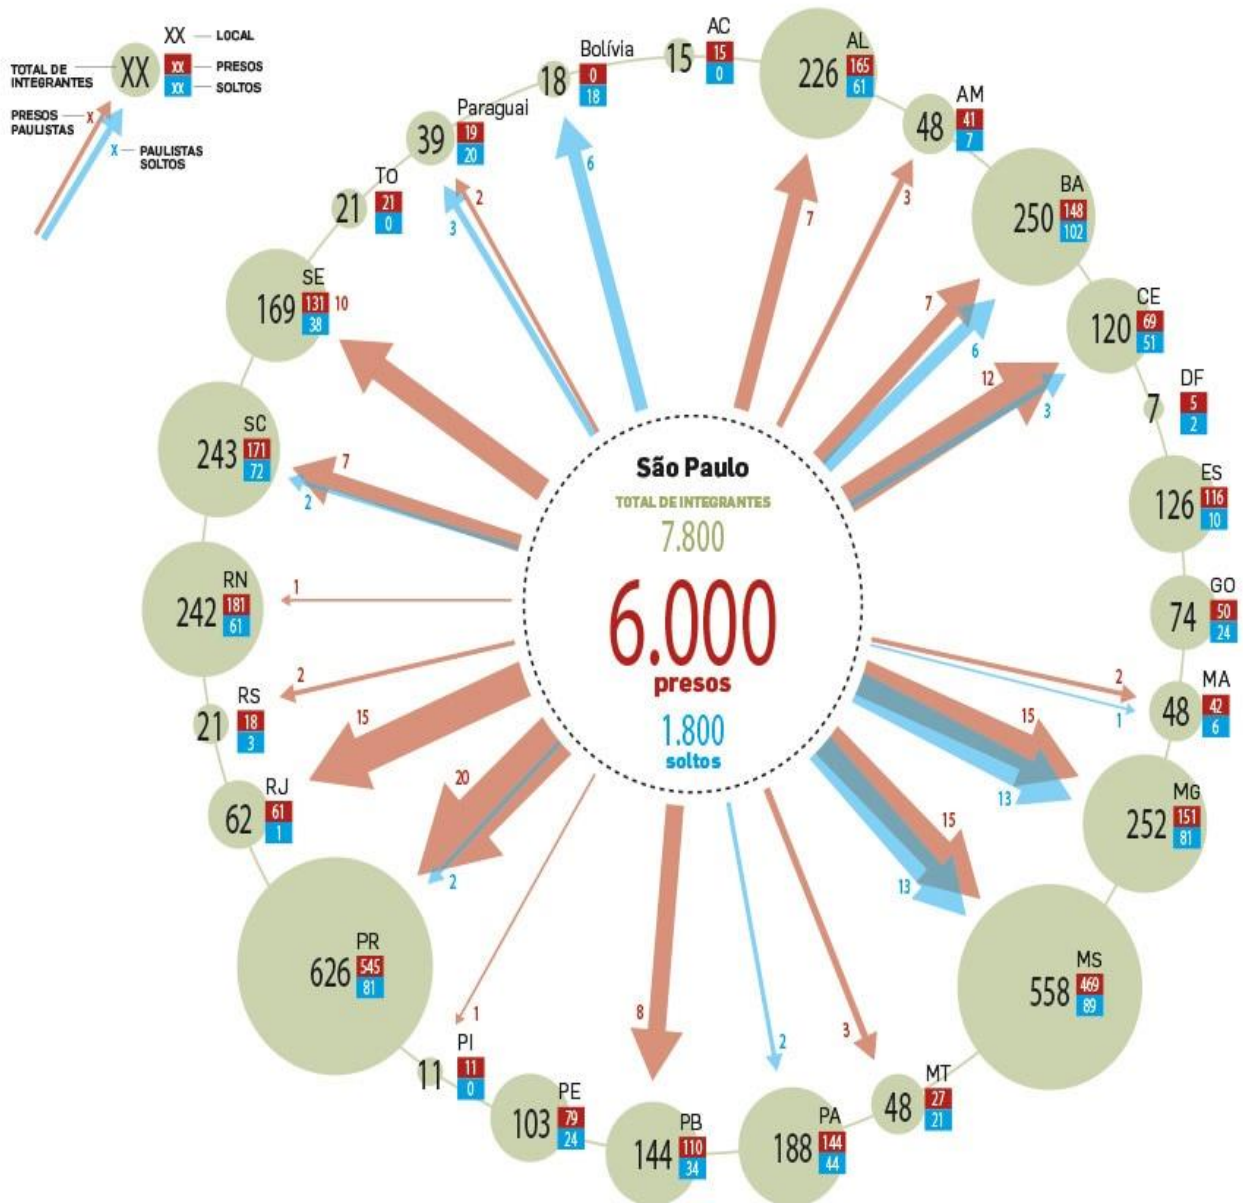 XX
LOCAL
TOTAL DE
INTEGRANTES
XX
XX
PRESOS
XX
SOLTOS
PRESOS
PAULISTAS
X
X
PAULISTAS
SOLTOS
São Paulo
TOTAL DE INTEGRANTES
7.800
6.000
presos
1.800
soltos
AC
15
15
0
AL
226
165
61
7
AM
48
41
7
3
BA
250
148
102
7
6
CE
120
69
51
12
3
DF
7
5
2
ES
126
116
10
GO
74
50
24
MA
48
42
6
2
1
MG
252
151
81
15
13
MS
558
469
89
15
13
MT
48
27
21
3
PA
188
144
44
2
PB
144
110
34
8
PE
103
79
24
PI
11
11
0
1
PR
626
545
81
20
2
RJ
62
61
1
15
RS
21
18
3
2
RN
242
181
61
1
SC
243
171
72
7
2
SE
169
131
38
10
TO
21
21
0
Paraguai
39
19
20
2
3
Bolívia
18
0
18
6